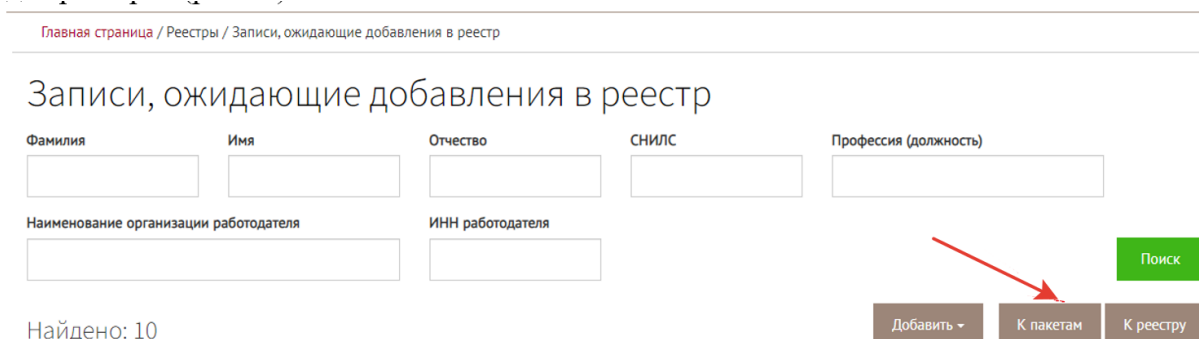 Главная страница / Реестры / Записи, ожидающие добавления в реестр
Записи, ожидающие добавления в реестр
Фамилия Имя Отчество СНИЛС Профессия (должность)
Наименование организации работодателя ИНН работодателя
Поиск
Найдено: 10 Добавить К пакетам К реестру